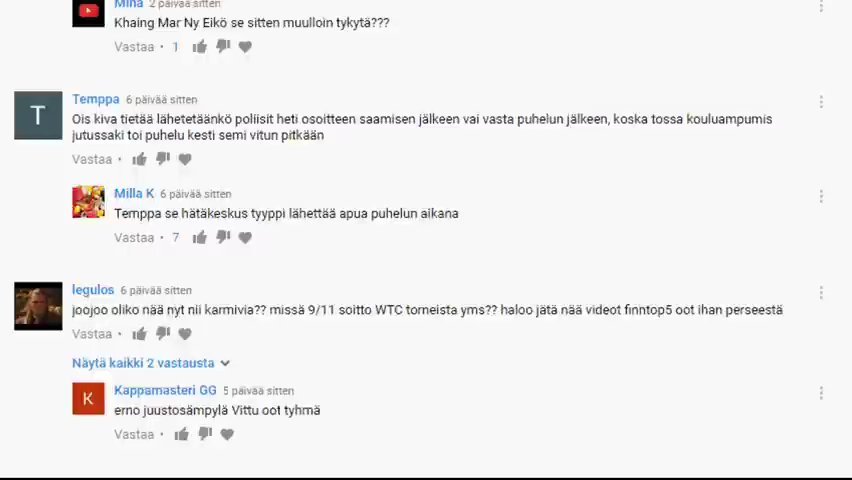 Mina 2 päivää sitten
Khaing Mar Ny Eikö se sitten muulloin tykytä???
Vastaa • 1
T
Temppa 6 päivää sitten
Ois kiva tietää lähetetäänkö poliisit heti osoitteen saamisen jälkeen vai vasta puhelun jälkeen, koska tossa kouluampumis
jutussaki toi puhelu kesti semi vitun pitkään
Vastaa •
Milla K 6 päivää sitten
Temppa se hätäkeskus tyyppi lähettää apua puhelun aikana
Vastaa • 7
legulos 6 päivää sitten
joojoo oliko nää nyt nii karmivia?? missä 9/11 soitto WTC torneista yms?? haloo jätä nää videot finntop5 oot ihan perseestä
Vastaa •
Näytä kaikki 2 vastausta
K
Kappamasteri GG 5 päivää sitten
erno juustosämpylä Vittu oot tyhmä
Vastaa •